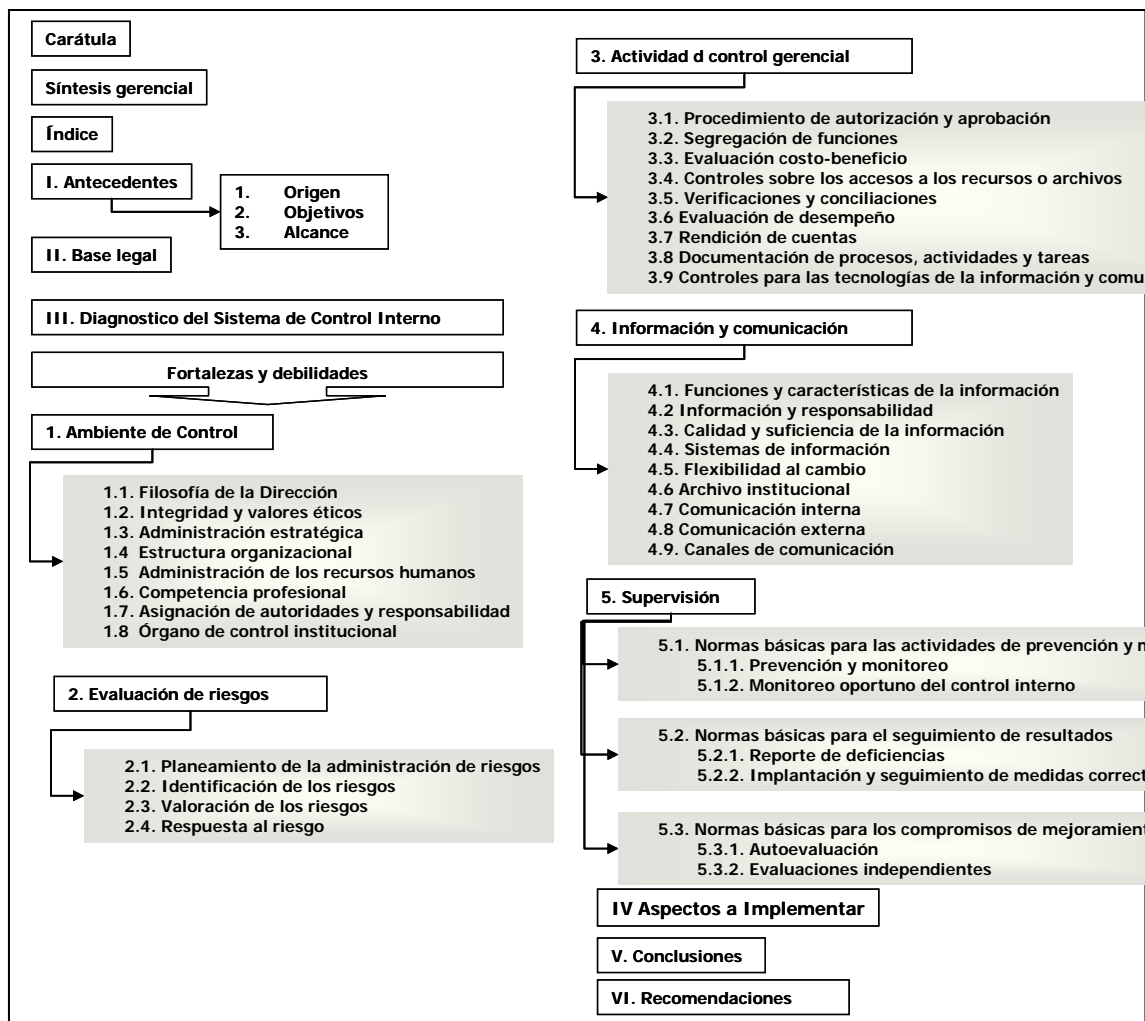 Carátula
Síntesis gerencial
Índice
I. Antecedentes
1. Origen
2. Objetivos
3. Alcance
II. Base legal
III. Diagnostico del Sistema de Control Interno
Fortalezas y debilidades
1. Ambiente de Control
1.1. Filosofía de la Dirección
1.2. Integridad y valores éticos
1.3. Administración estratégica
1.4 Estructura organizacional
1.5 Administración de los recursos humanos
1.6. Competencia profesional
1.7. Asignación de autoridades y responsabilidad
1.8 Órgano de control institucional
2. Evaluación de riesgos
2.1. Planeamiento de la administración de riesgos
2.2. Identificación de los riesgos
2.3. Valoración de los riesgos
2.4. Respuesta al riesgo
3. Actividad d control gerencial
3.1. Procedimiento de autorización y aprobación
3.2. Segregación de funciones
3.3. Evaluación costo-beneficio
3.4. Controles sobre los accesos a los recursos o archivos
3.5. Verificaciones y conciliaciones
3.6 Evaluación de desempeño
3.7 Rendición de cuentas
3.8 Documentación de procesos, actividades y tareas
3.9 Controles para las tecnologías de la información y comu
4. Información y comunicación
4.1. Funciones y características de la información
4.2 Información y responsabilidad
4.3. Calidad y suficiencia de la información
4.4. Sistemas de información
4.5. Flexibilidad al cambio
4.6 Archivo institucional
4.7 Comunicación interna
4.8 Comunicación externa
4.9. Canales de comunicación
5. Supervisión
5.1. Normas básicas para las actividades de prevención y
5.1.1. Prevención y monitoreo
5.1.2. Monitoreo oportuno del control interno
5.2. Normas básicas para el seguimiento de resultados
5.2.1. Reporte de deficiencias
5.2.2. Implantación y seguimiento de medidas correct
5.3. Normas básicas para los compromisos de mejoramien
5.3.1. Autoevaluación
5.3.2. Evaluaciones independientes
IV Aspectos a Implementar
V. Conclusiones
VI. Recomendaciones